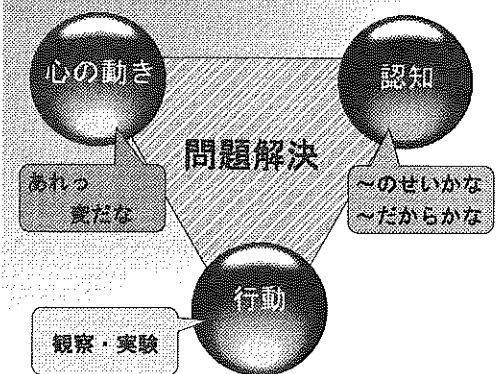 心の動き
認知
問題解決
あれっ
変だな
~のせいかな
~だからかな
行動
観察・実験